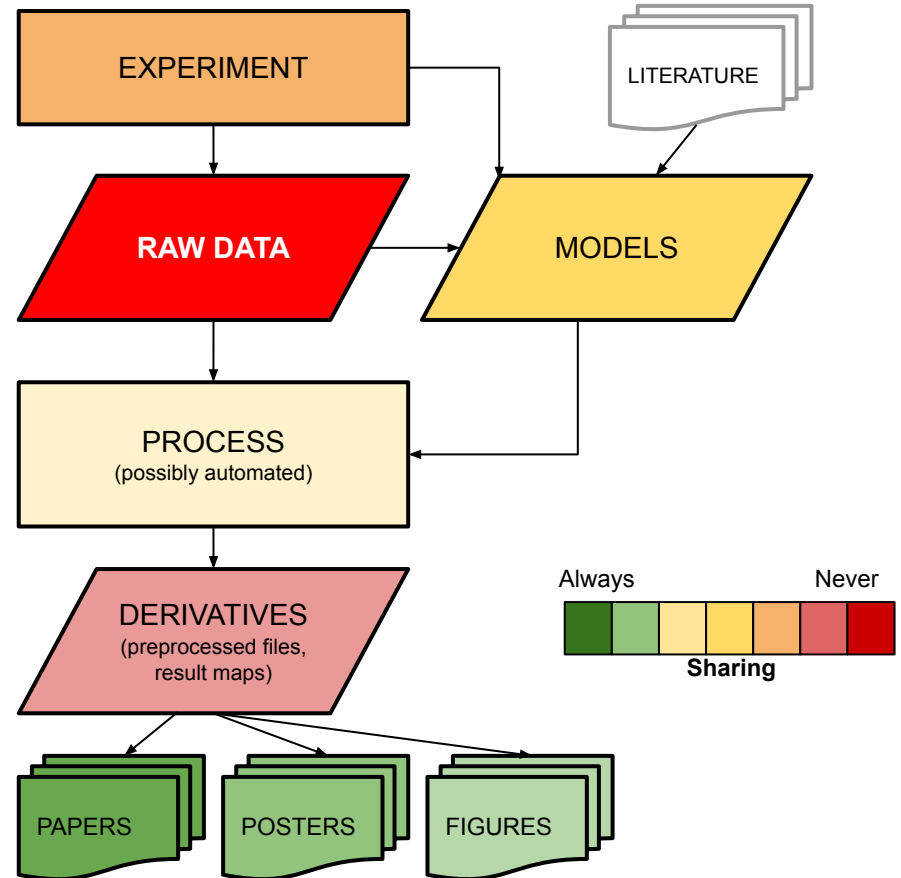 EXPERIMENT
LITERATURE
RAW DATA
MODELS
PROCESS
(possibly automated)
DERIVATIVES
(preprocessed files,
result maps)
Always
Never
Sharing
PAPERS
POSTERS
FIGURES